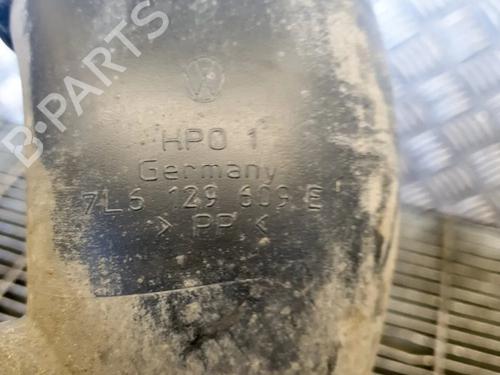 B-PARTS
HPO 1
Germany
7L6 129 609 E
> PP <